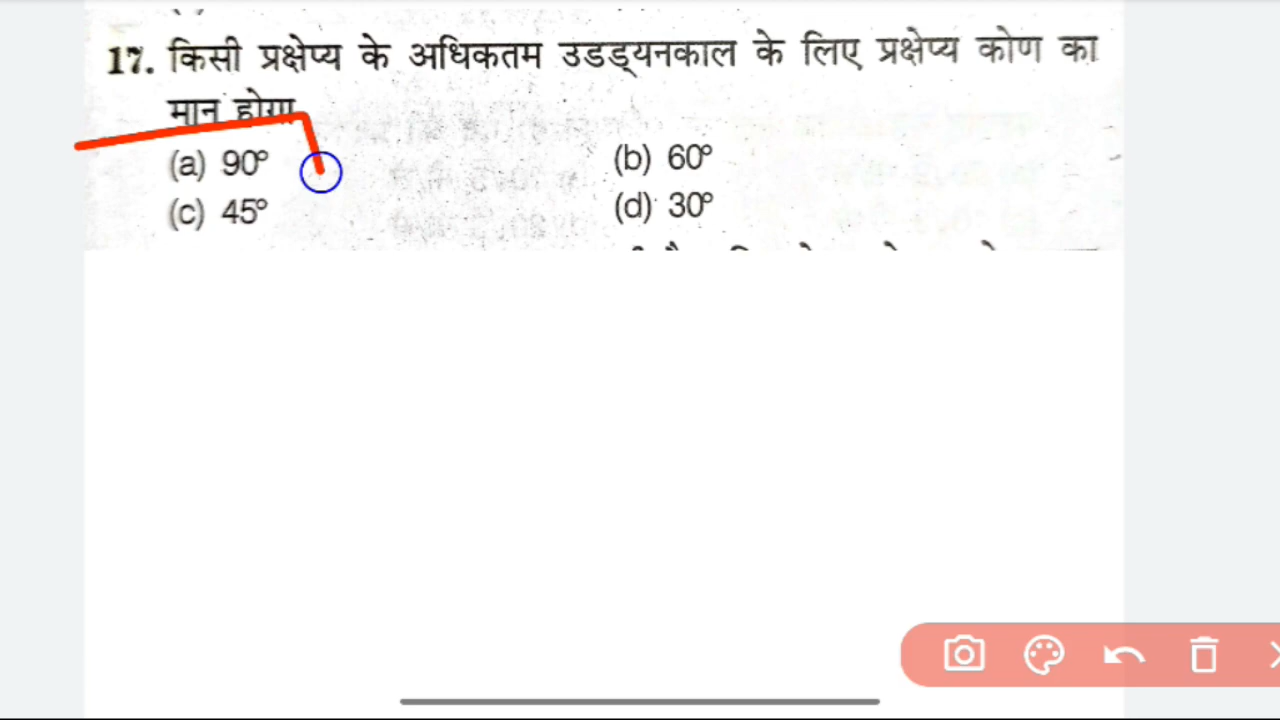 17. किसी प्रक्षेप्य के अधिकतम उडड्यनकाल के लिए प्रक्षेप्य कोण का
मान होगा
(a) 90° (b) 60°
(c) 45° (d) 30°